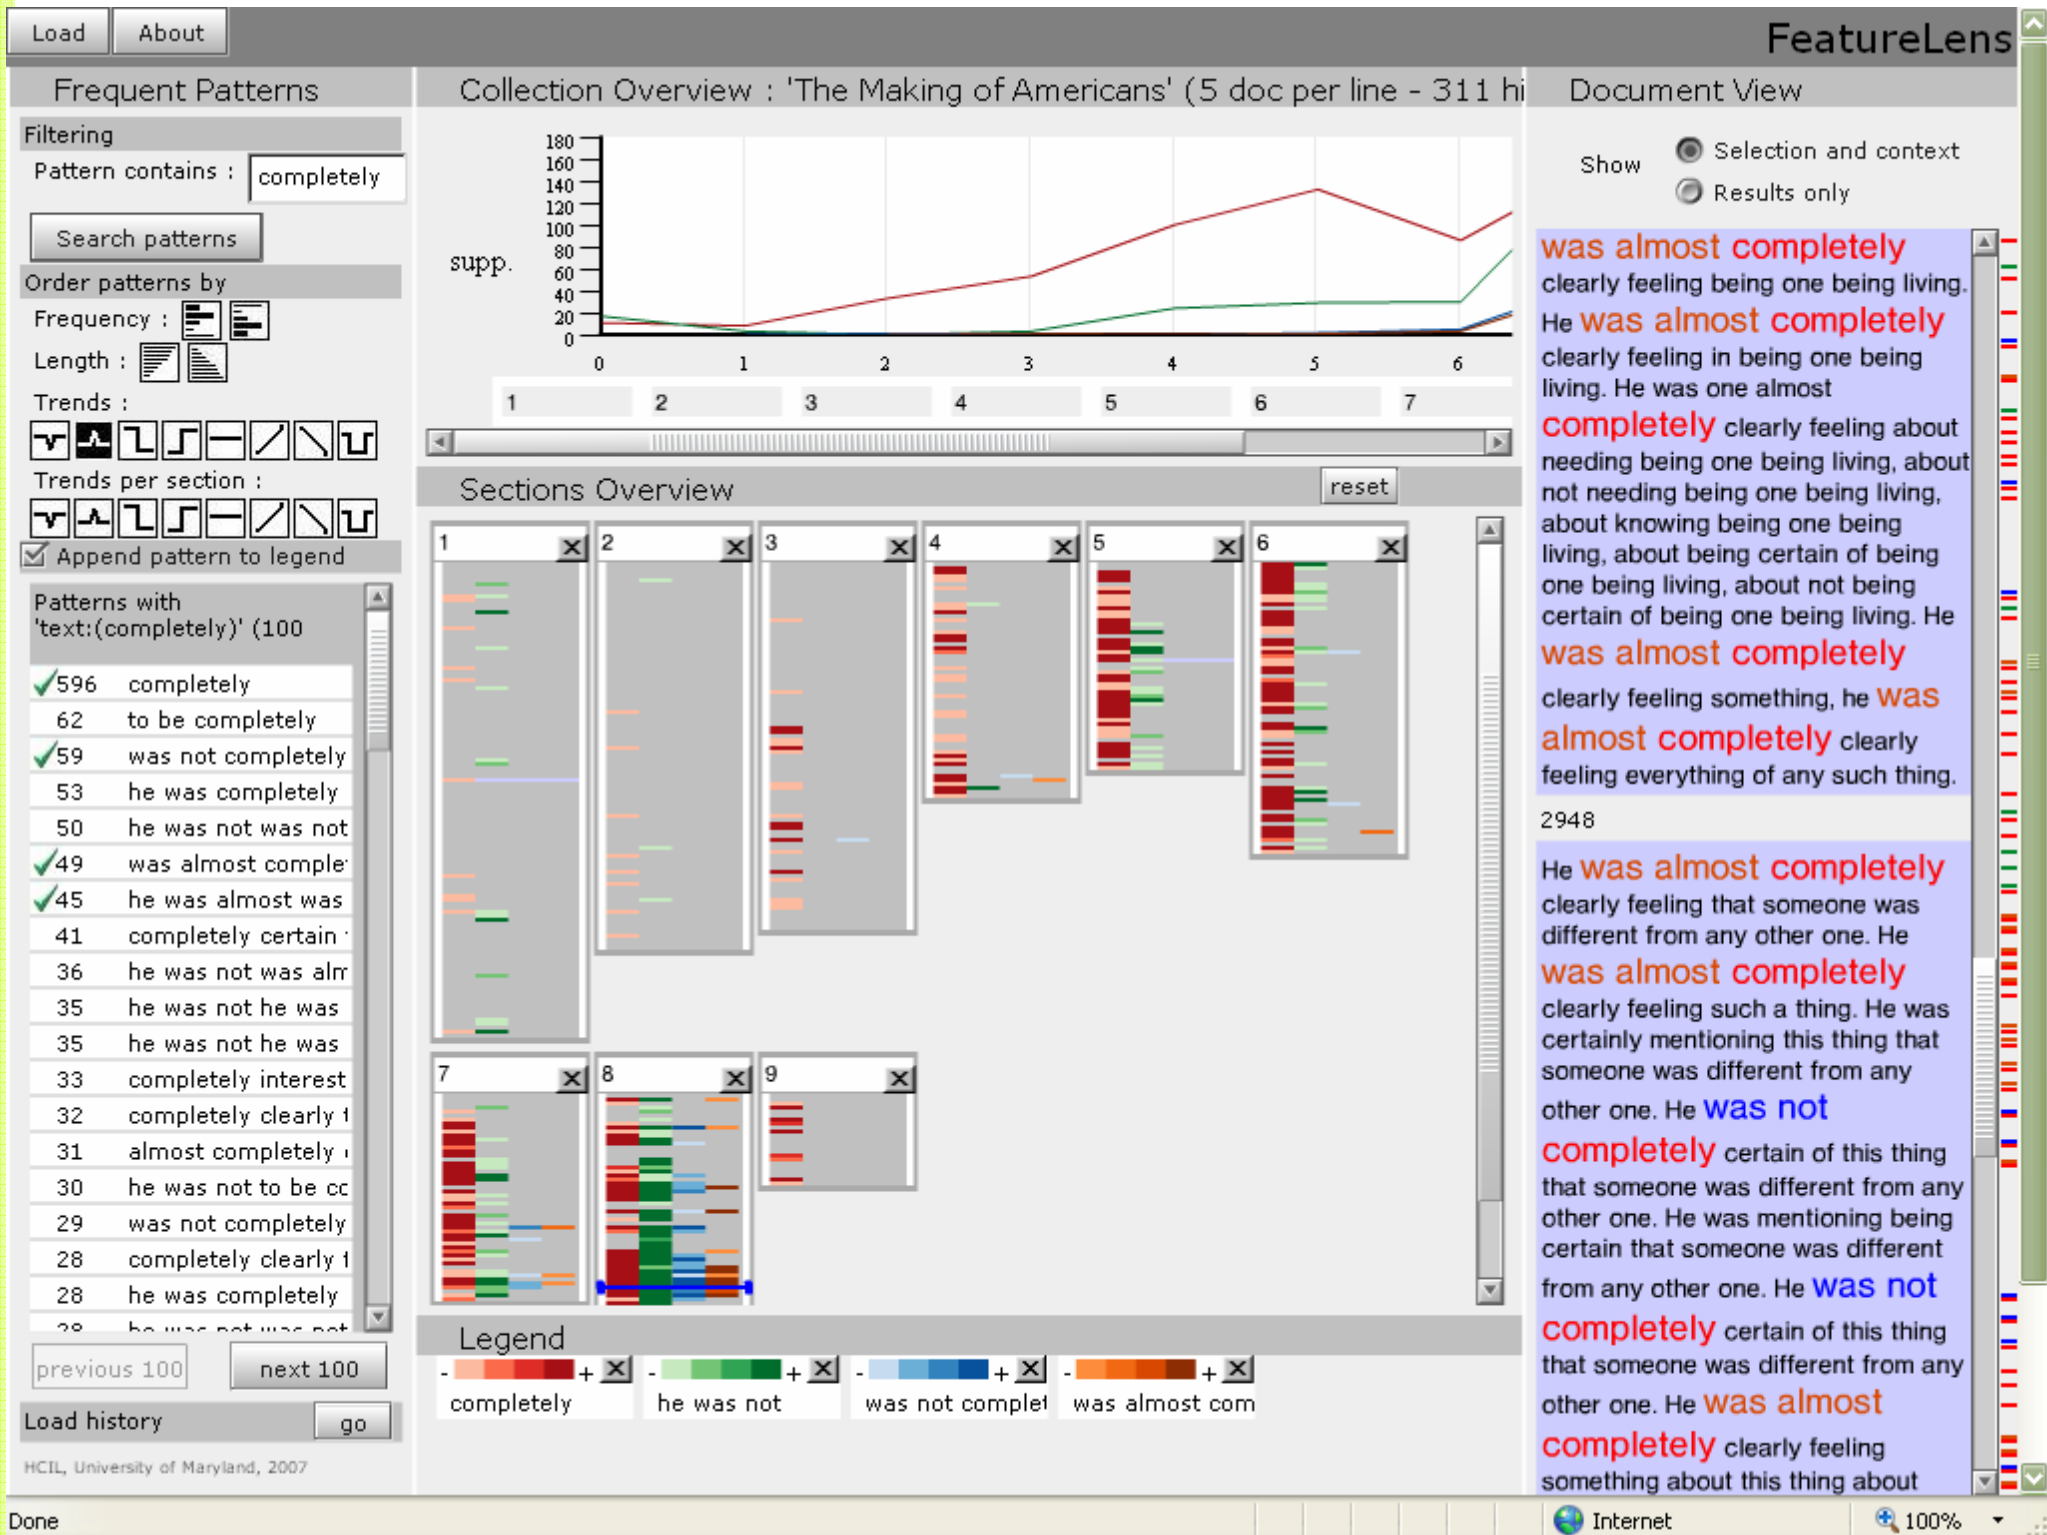 Load About FeatureLens
Frequent Patterns
Filtering
Pattern contains : completely
Search patterns
Order patterns by
Frequency :
Length :
Trends :
Trends per section :
Append pattern to legend
Patterns with
'text:(completely)' (100
596 completely
62 to be completely
59 was not completely
53 he was completely
50 he was not was not
49 was almost comple
45 he was almost was
41 completely certain
36 he was not was alm
35 he was not he was
35 he was not he was
33 completely interest
32 completely clearly
31 almost completely
30 he was not to be cc
29 was not completely
28 completely clearly
28 he was completely
28 he was not was not
previous 100 next 100
Load history go
HCIL, University of Maryland, 2007
Collection Overview : 'The Making of Americans' (5 doc per line - 311 hi
180
160
140
120
100
80
60
40
20
0
supp.
0 1 2 3 4 5 6
1 2 3 4 5 6 7
Sections Overview reset
1 2 3 4 5 6
7 8 9
Legend
- + - + - + - +
completely he was not was not complet was almost com
Document View
Show
Selection and context
Results only
was almost completely
clearly feeling being one being living.
He was almost completely
clearly feeling in being one being
living. He was one almost
completely clearly feeling about
needing being one being living, about
not needing being one being living,
about knowing being one being
living, about being certain of being
one being living, about not being
certain of being one being living. He
was almost completely
clearly feeling something, he was
almost completely clearly
feeling everything of any such thing.
2948
He was almost completely
clearly feeling that someone was
different from any other one. He
was almost completely
clearly feeling such a thing. He was
certainly mentioning this thing that
someone was different from any
other one. He was not
completely certain of this thing
that someone was different from any
other one. He was mentioning being
certain that someone was different
from any other one. He was not
completely certain of this thing
that someone was different from any
other one. He was almost
completely clearly feeling
something about this thing about
Done Internet 100%